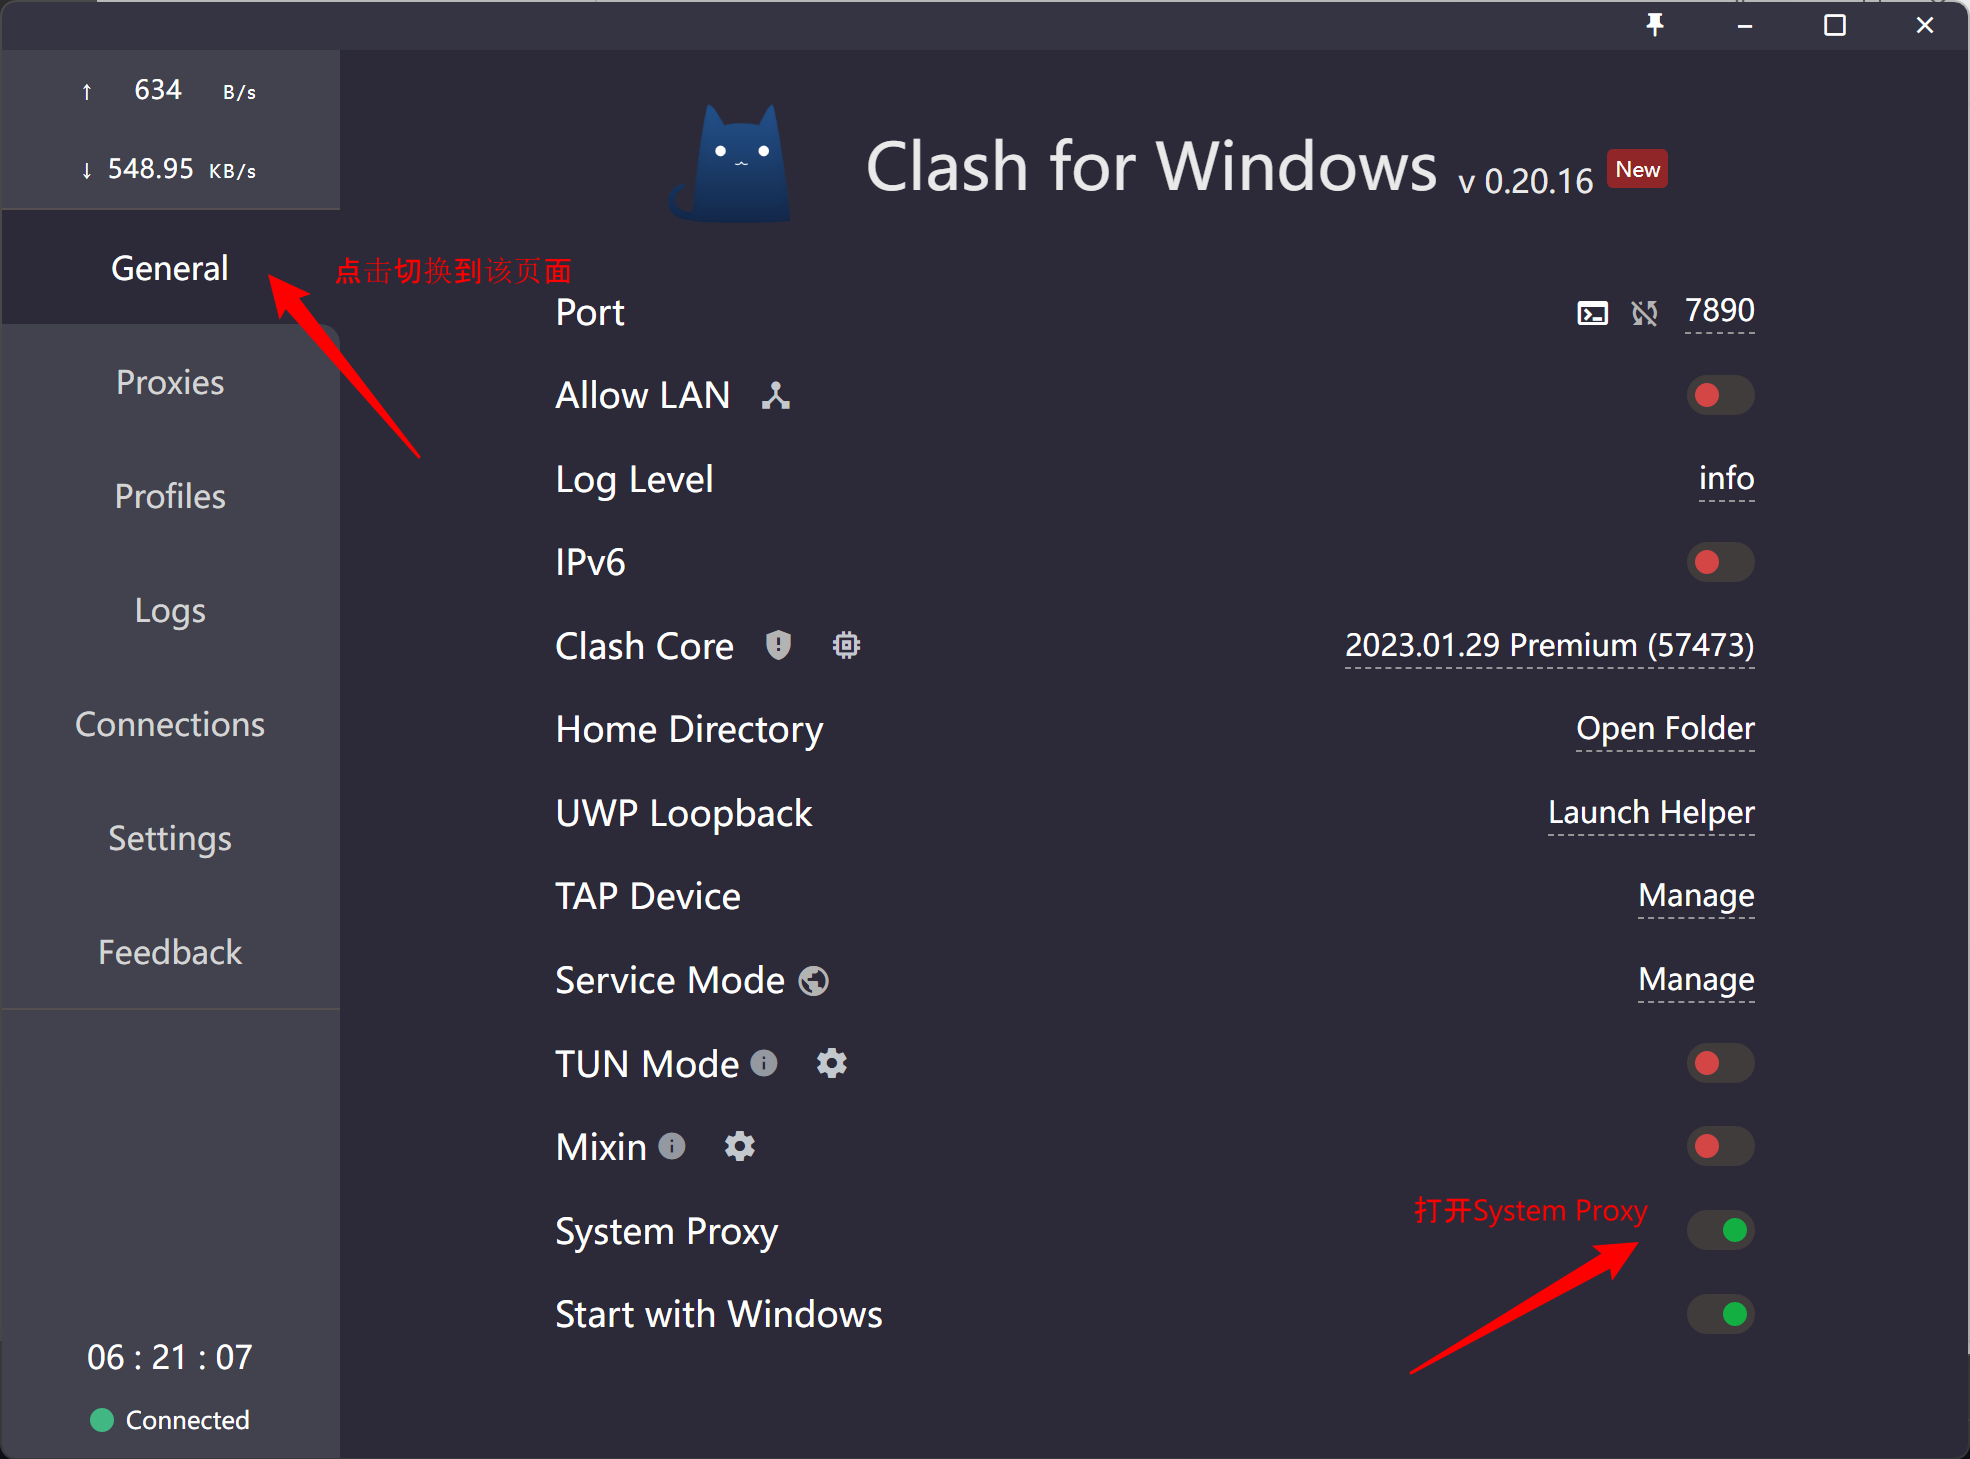 ↑ 634 B/s
↓ 548.95 KB/s
General
点击切换到该页面
Proxies
Profiles
Logs
Connections
Settings
Feedback
06 : 21 : 07
Connected
Clash for Windows v 0.20.16 New
Port 7890
Allow LAN
Log Level info
IPv6
Clash Core 2023.01.29 Premium (57473)
Home Directory Open Folder
UWP Loopback Launch Helper
TAP Device Manage
Service Mode Manage
TUN Mode
Mixin
打开System Proxy
System Proxy
Start with Windows